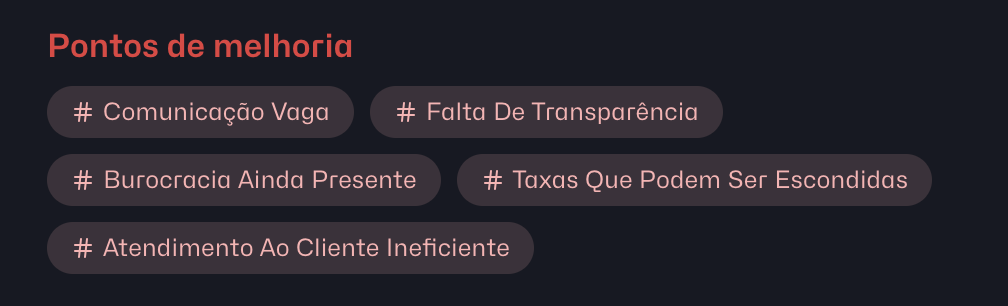 Pontos de melhoria
# Comunicação Vaga # Falta De Transparência
# Burocracia Ainda Presente # Taxas Que Podem Ser Escondidas
# Atendimento Ao Cliente Ineficiente